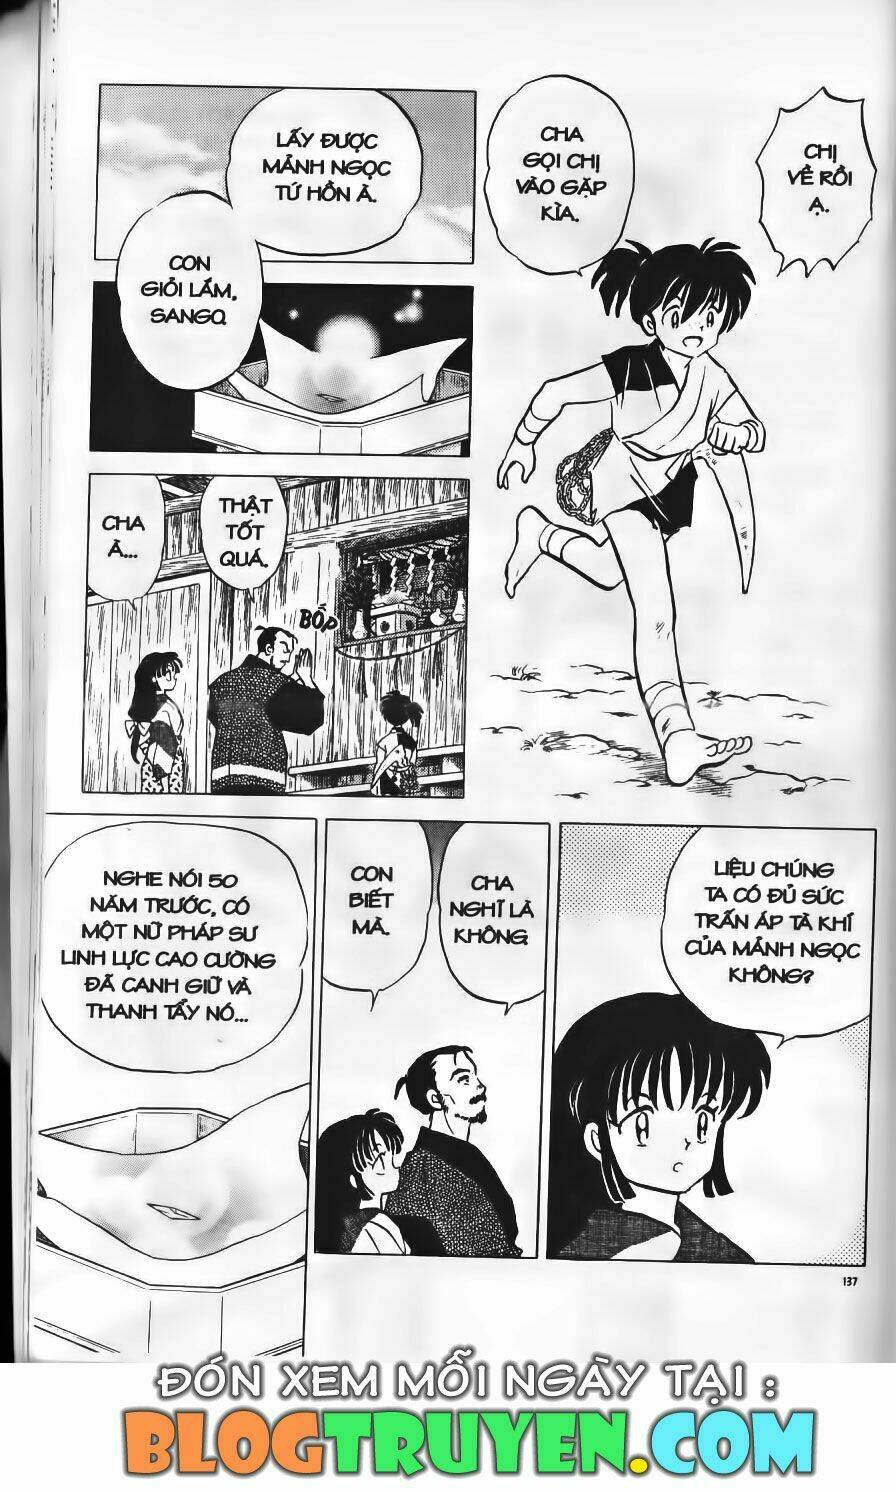 CHỊ
VỀ RỒI
Ạ.
CHA
GỌI CHỊ
VÀO GẶP
KÌA.
LẤY ĐƯỢC
MẢNH NGỌC
TỨ HỒN À.
CON
GIỎI LẮM,
SANGO.
THẬT
TỐT
QUÁ.
BỐP
CHA
À...
LIỆU CHÚNG
TA CÓ ĐỦ SỨC
TRẤN ÁP TÀ KHÍ
CỦA MẢNH NGỌC
KHÔNG?
CHA
NGHĨ LÀ
KHÔNG.
CON
BIẾT
MÀ.
NGHE NÓI 50
NĂM TRƯỚC, CÓ
MỘT NỮ PHÁP SƯ
LINH LỰC CAO CƯỜNG
ĐÃ CANH GIỮ VÀ
THANH TẨY NÓ...
137
ĐÓN XEM MỖI NGÀY TẠI :
BLOGTRUYEN.COM